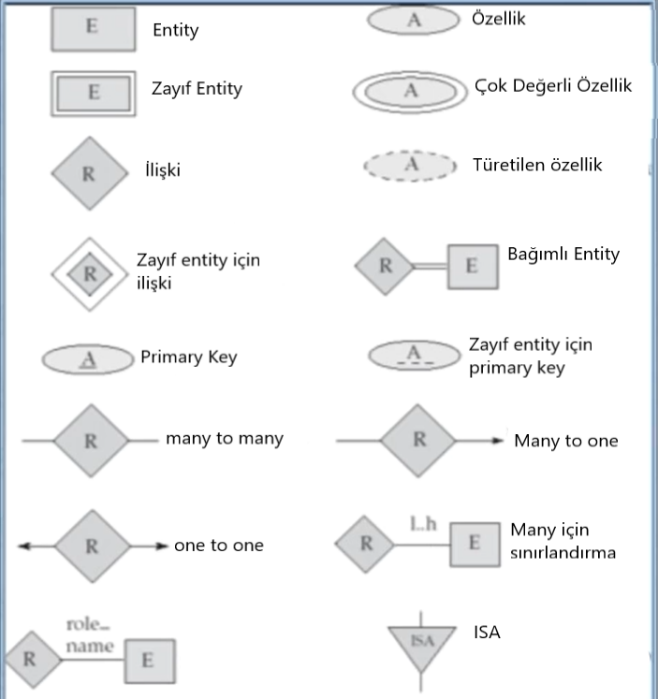 E Entity
A Özellik
E Zayıf Entity
A Çok Değerli Özellik
R İlişki
A Türetilen özellik
R Zayıf entity için
ilişki
R E Bağımlı Entity
A Primary Key
A Zayıf entity için
primary key
R many to many
R Many to one
R one to one
R l..h E Many için
sınırlandırma
R role_
name E
ISA ISA